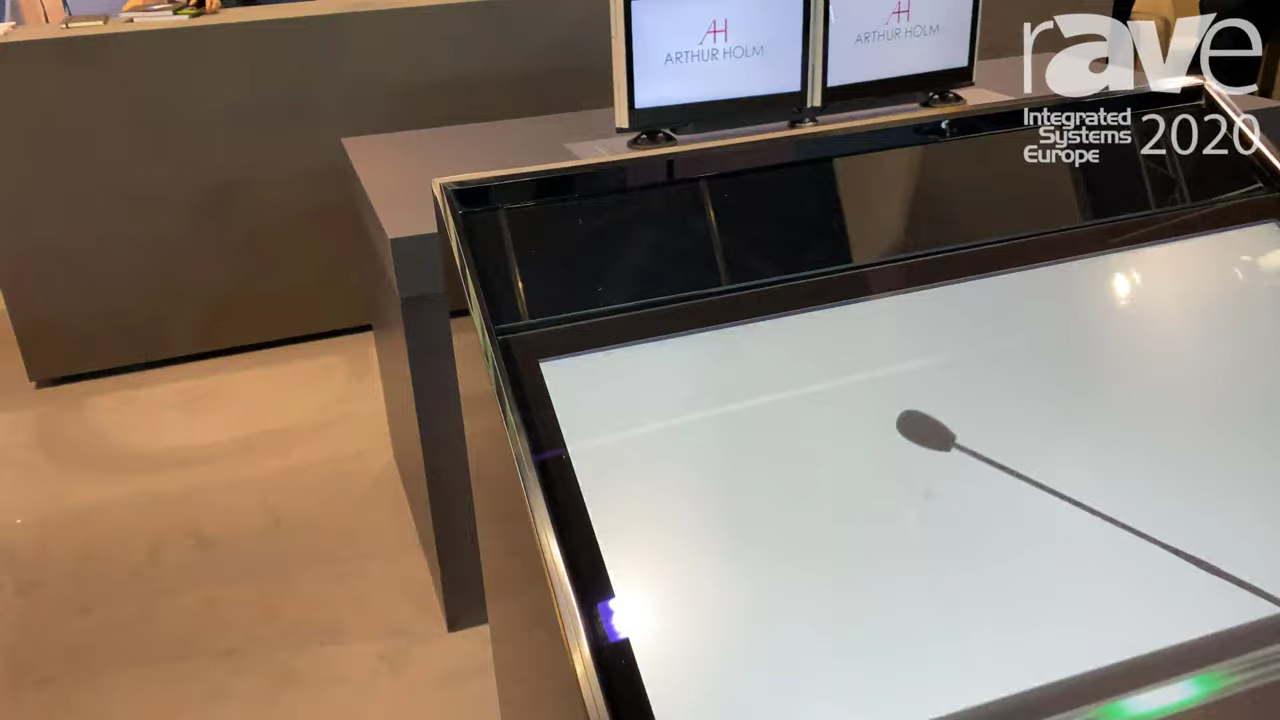 AH
ARTHUR HOLM
AH
ARTHUR HOLM
rave
Integrated
Systems
Europe
2020